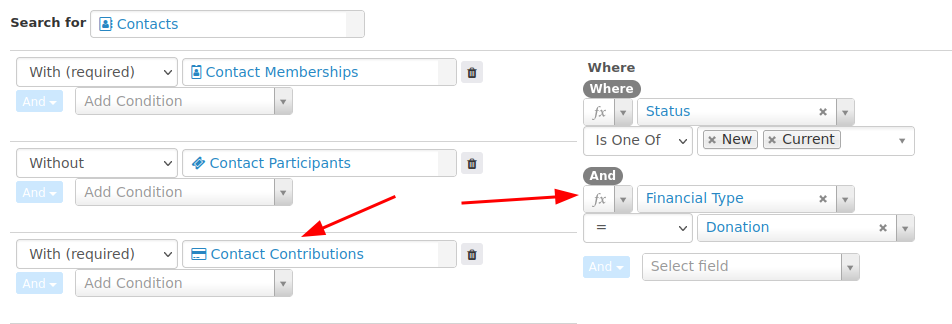 Search for Contacts
With (required) Contact Memberships
And Add Condition
Without Contact Participants
And Add Condition
With (required) Contact Contributions
And Add Condition
Where
Where
fx Status
Is One Of New Current
And
fx Financial Type
= Donation
And Select field